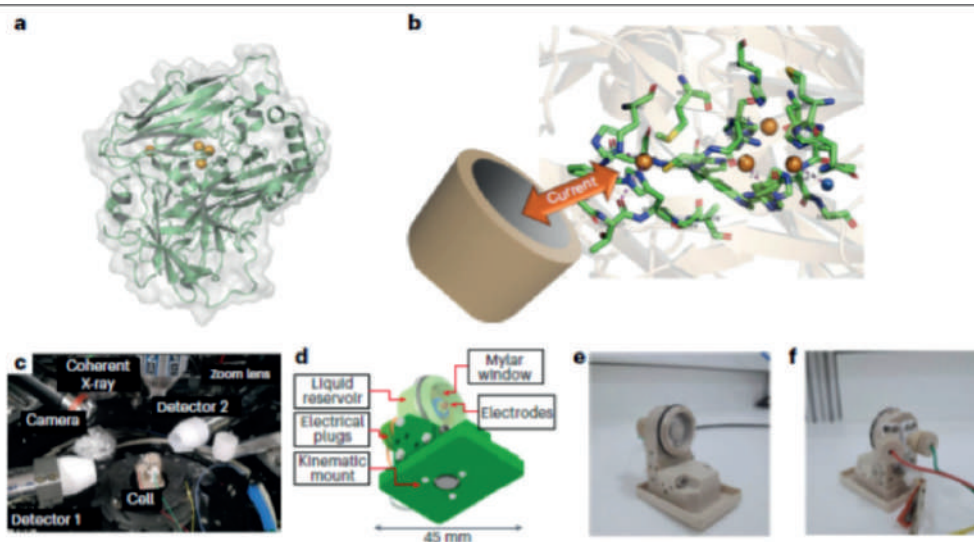 a
b
Current
c
Coherent
X-ray
Zoom lens
Camera
Detector 2
Cell
Detector 1
d
Liquid
reservoir
Mylar
window
Electrical
plugs
Electrodes
Kinematic
mount
45 mm
e
f